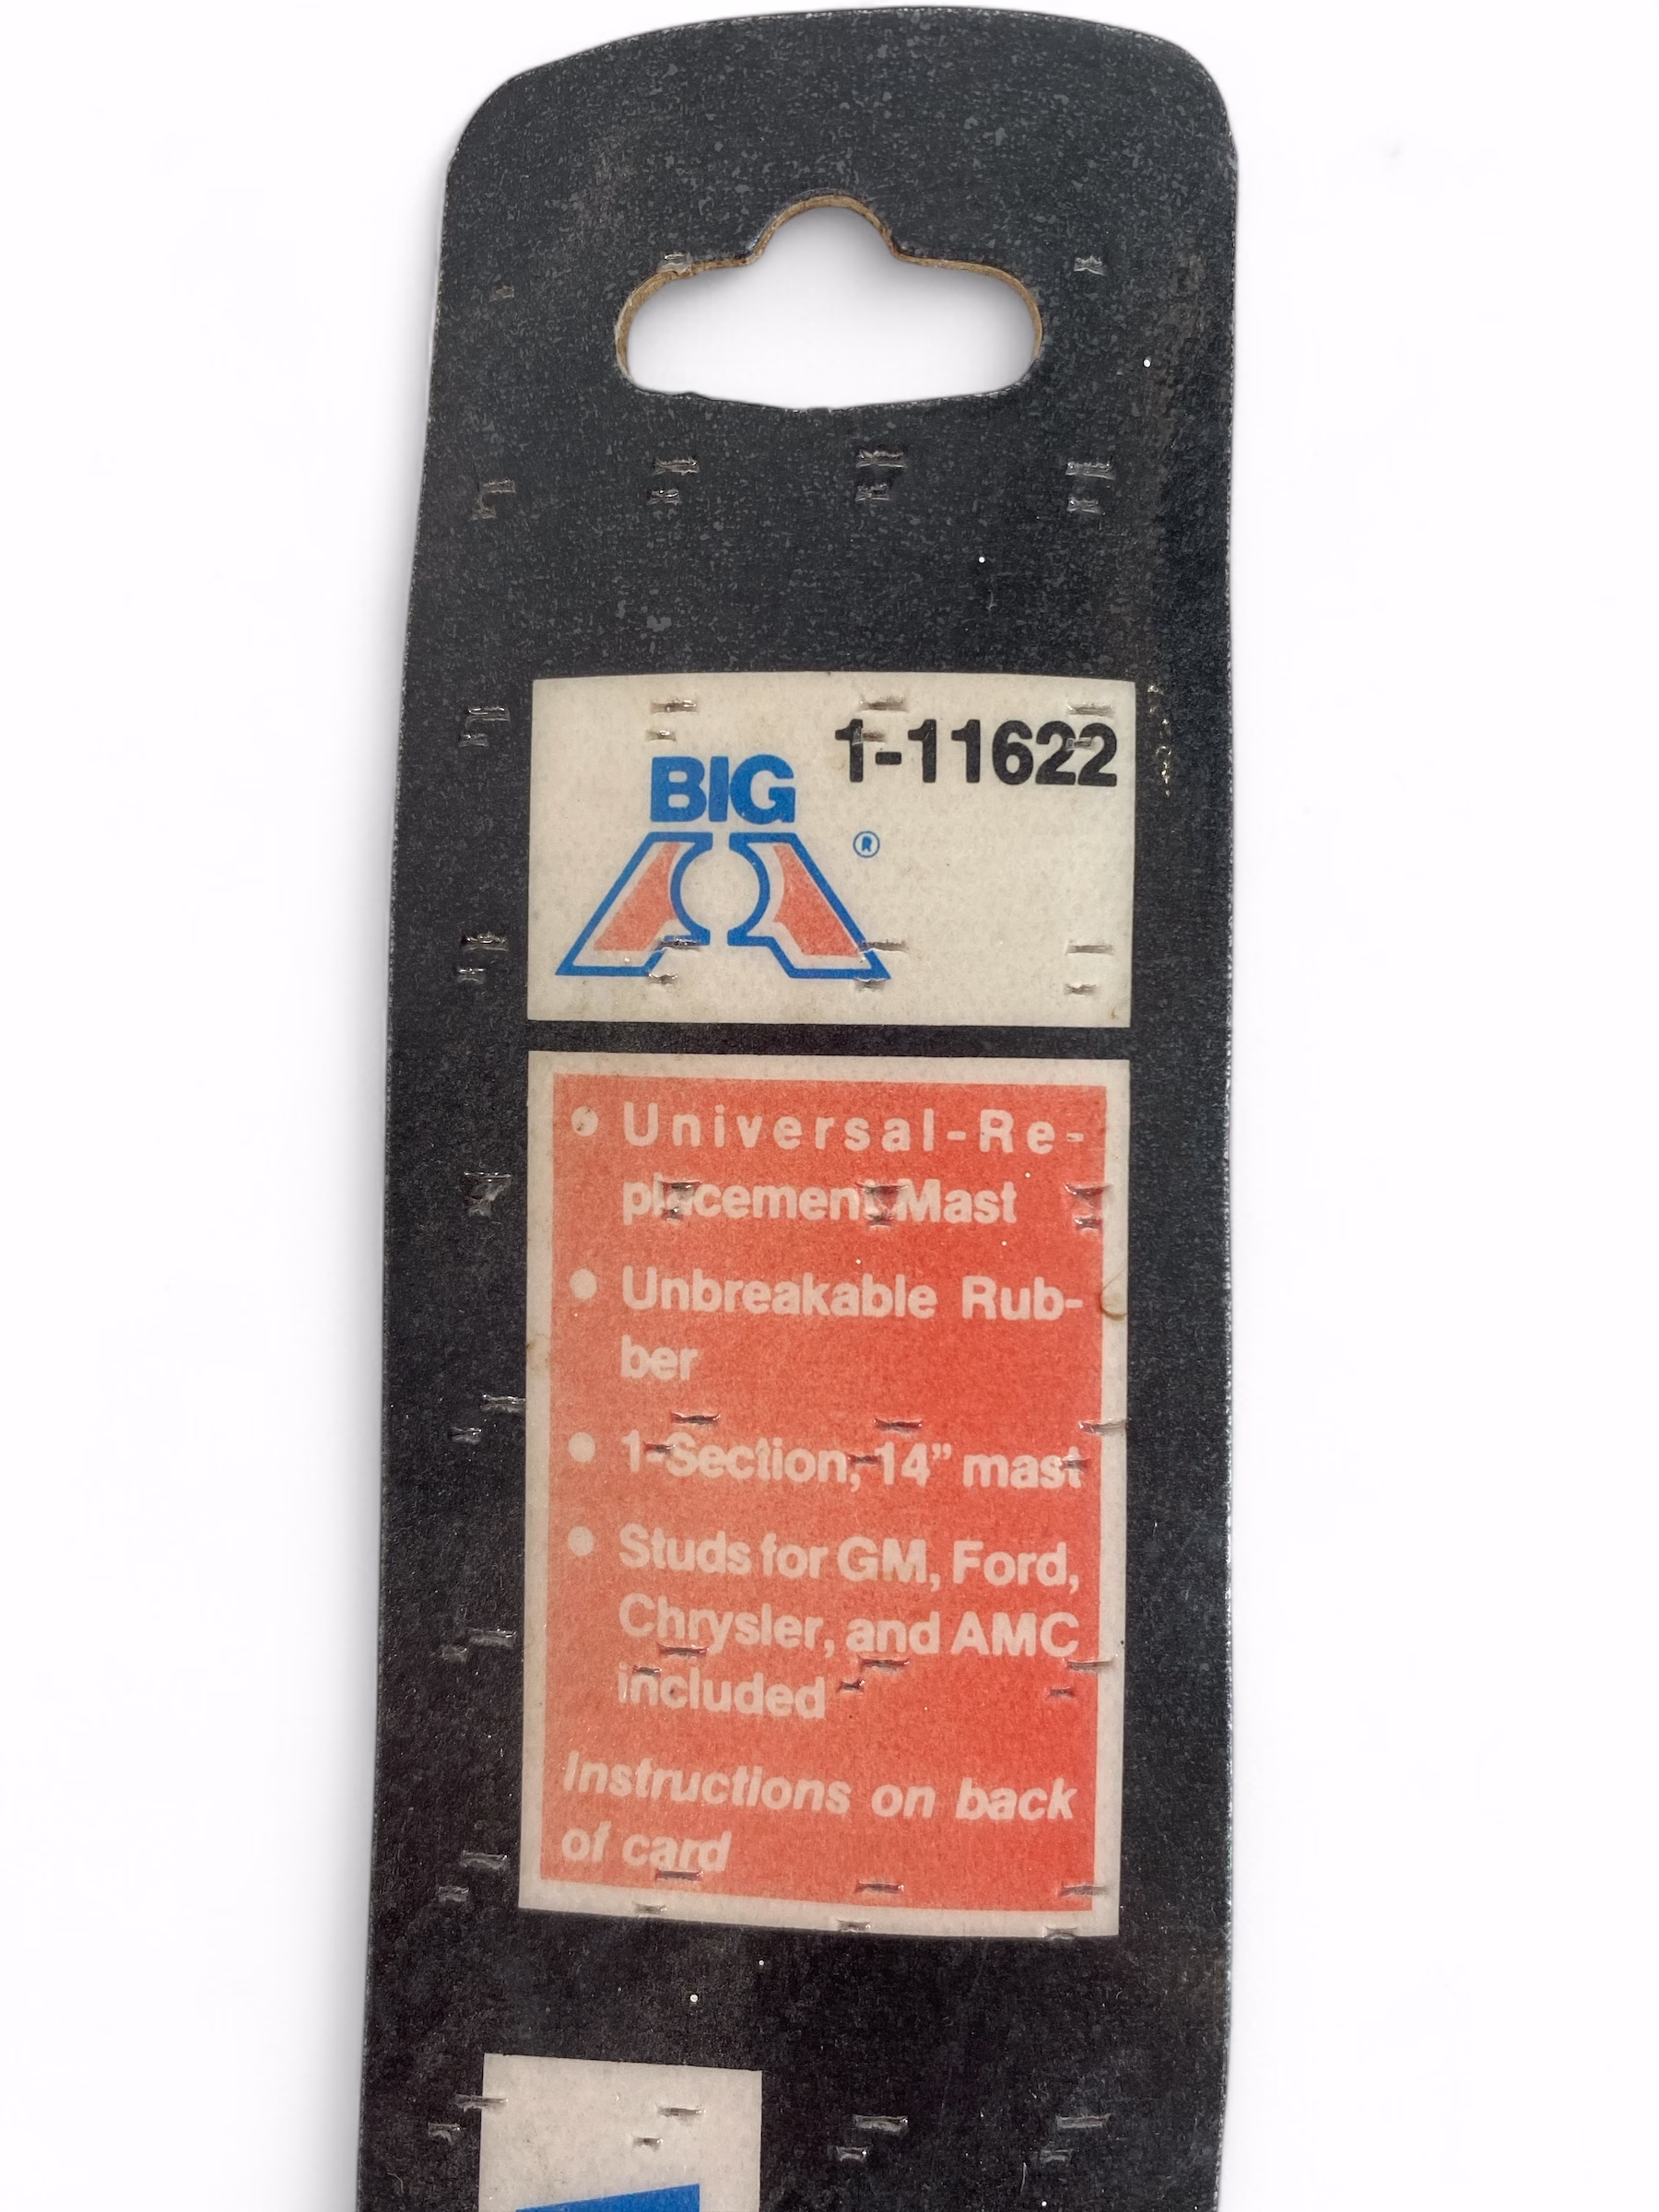 1-11622
BIG
A
®
• Universal-Re-
placement Mast
• Unbreakable Rub-
ber
• 1-Section, 14” mast
• Studs for GM, Ford,
Chrysler, and AMC
included
Instructions on back
of card